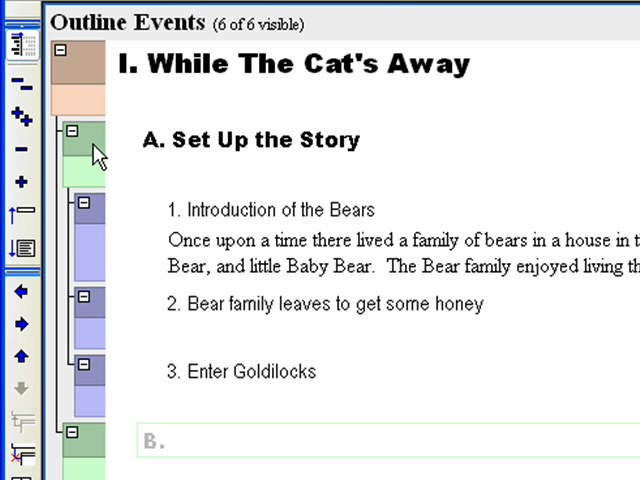 Outline Events (6 of 6 visible)
I. While The Cat's Away
A. Set Up the Story
1. Introduction of the Bears
Once upon a time there lived a family of bears in a house in
Bear, and little Baby Bear. The Bear family enjoyed living
2. Bear family leaves to get some honey
3. Enter Goldilocks
B.